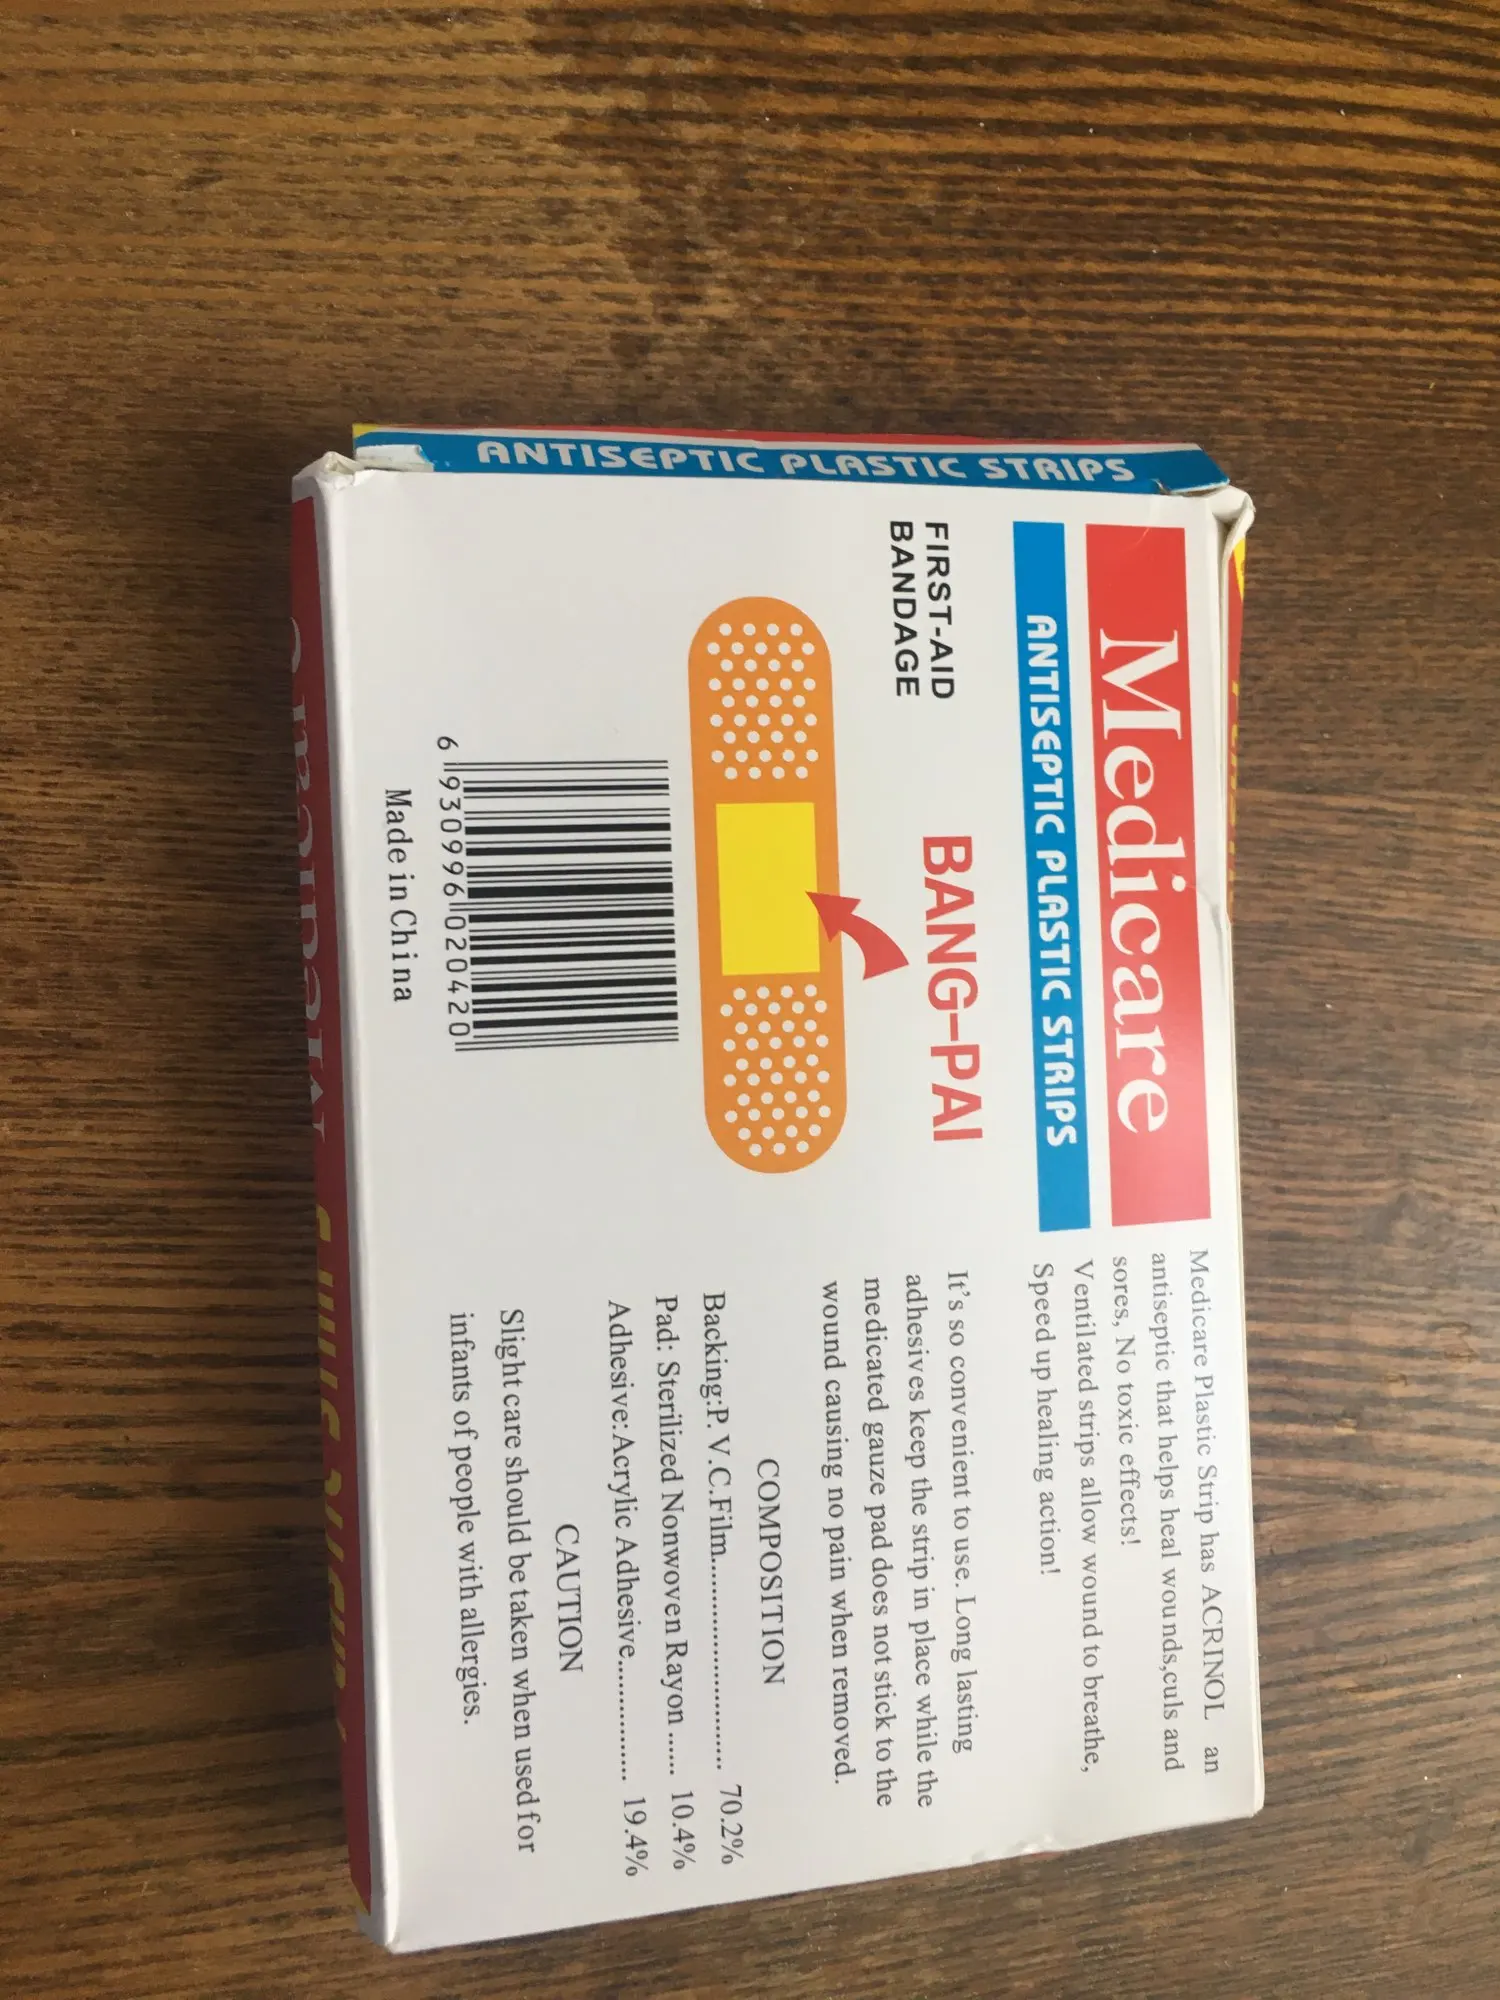 ANTISEPTIC PLASTIC STRIPS
Medicare
ANTISEPTIC PLASTIC STRIPS
FIRST-AID
BANDAGE
BANG-PAI
6 930996 020420
Made in China
Medicare Plastic Strip has ACRINOL an
antiseptic that helps heal wounds,culs and
sores, No toxic effects!
Ventilated strips allow wound to breathe,
Speed up healing action!
It's so convenient to use. Long lasting
adhesives keep the strip in place while the
medicated gauze pad does not stick to the
wound causing no pain when removed.
COMPOSITION
Backing:P.V.C.Film........................ 70.2%
Pad: Sterilized Nonwoven Rayon ...... 10.4%
Adhesive:Acrylic Adhesive.............. 19.4%
CAUTION
Slight care should be taken when used for
infants of people with allergies.